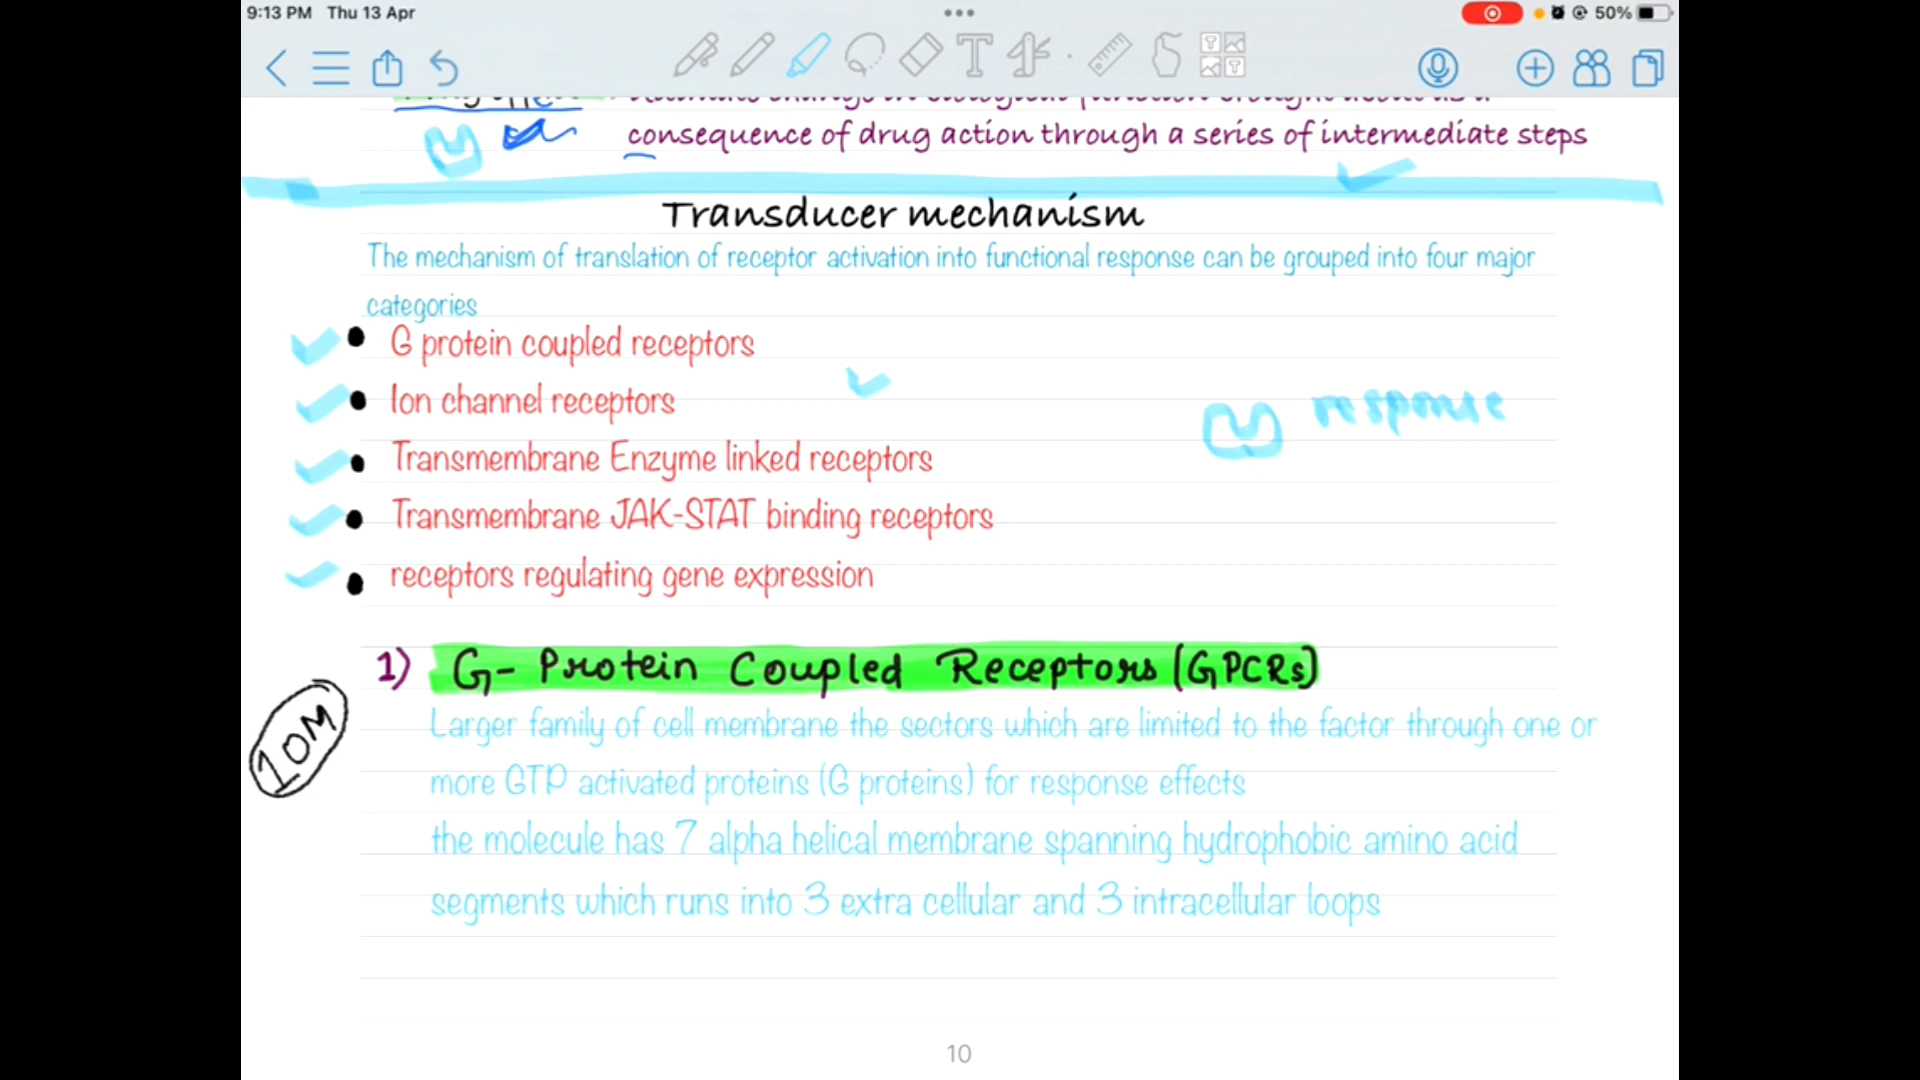 9:13 PM Thu 13 Apr
50%
consequence of drug action through a series of intermediate steps
Transducer mechanism
The mechanism of translation of receptor activation into functional response can be grouped into four major
categories
G protein coupled receptors
Ion channel receptors
response
Transmembrane Enzyme linked receptors
Transmembrane JAK-STAT binding receptors
receptors regulating gene expression
1) G- Protein Coupled Receptors (GPCRs)
10M
Larger family of cell membrane the sectors which are limited to the factor through one or
more GTP activated proteins (G proteins) for response effects
the molecule has 7 alpha helical membrane spanning hydrophobic amino acid
segments which runs into 3 extra cellular and 3 intracellular loops
10